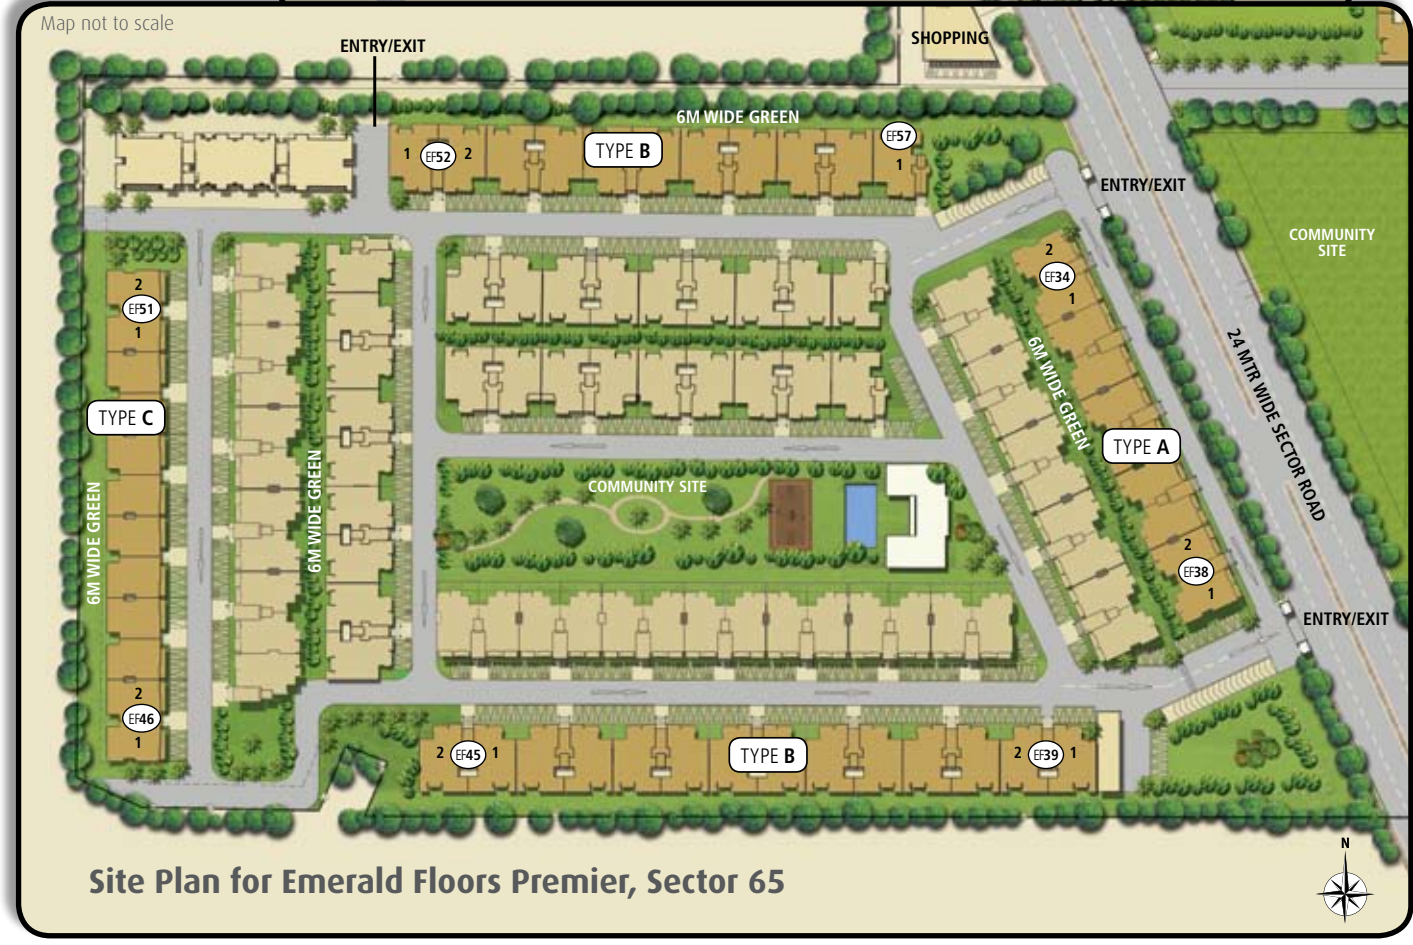 Map not to scale
ENTRY/EXIT
SHOPPING
6M WIDE GREEN
1 EF52 2
TYPE B
EF57
1
ENTRY/EXIT
COMMUNITY
SITE
2
EF34
1
2
EF51
1
6M WIDE GREEN
24 MTR WIDE SECTOR ROAD
TYPE C
TYPE A
6M WIDE GREEN
6M WIDE GREEN
COMMUNITY SITE
2
EF38
1
ENTRY/EXIT
2
EF46
1
2 EF45 1
TYPE B
2 EF39 1
N
Site Plan for Emerald Floors Premier, Sector 65